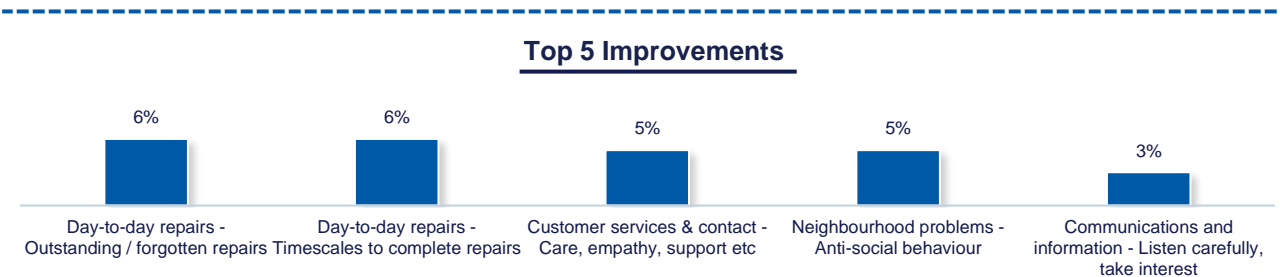 Top 5 Improvements
6%
6%
5%
5%
3%
Day-to-day repairs -
Outstanding / forgotten repairs
Day-to-day repairs -
Timescales to complete repairs
Customer services & contact -
Care, empathy, support etc
Neighbourhood problems -
Anti-social behaviour
Communications and
information - Listen carefully,
take interest